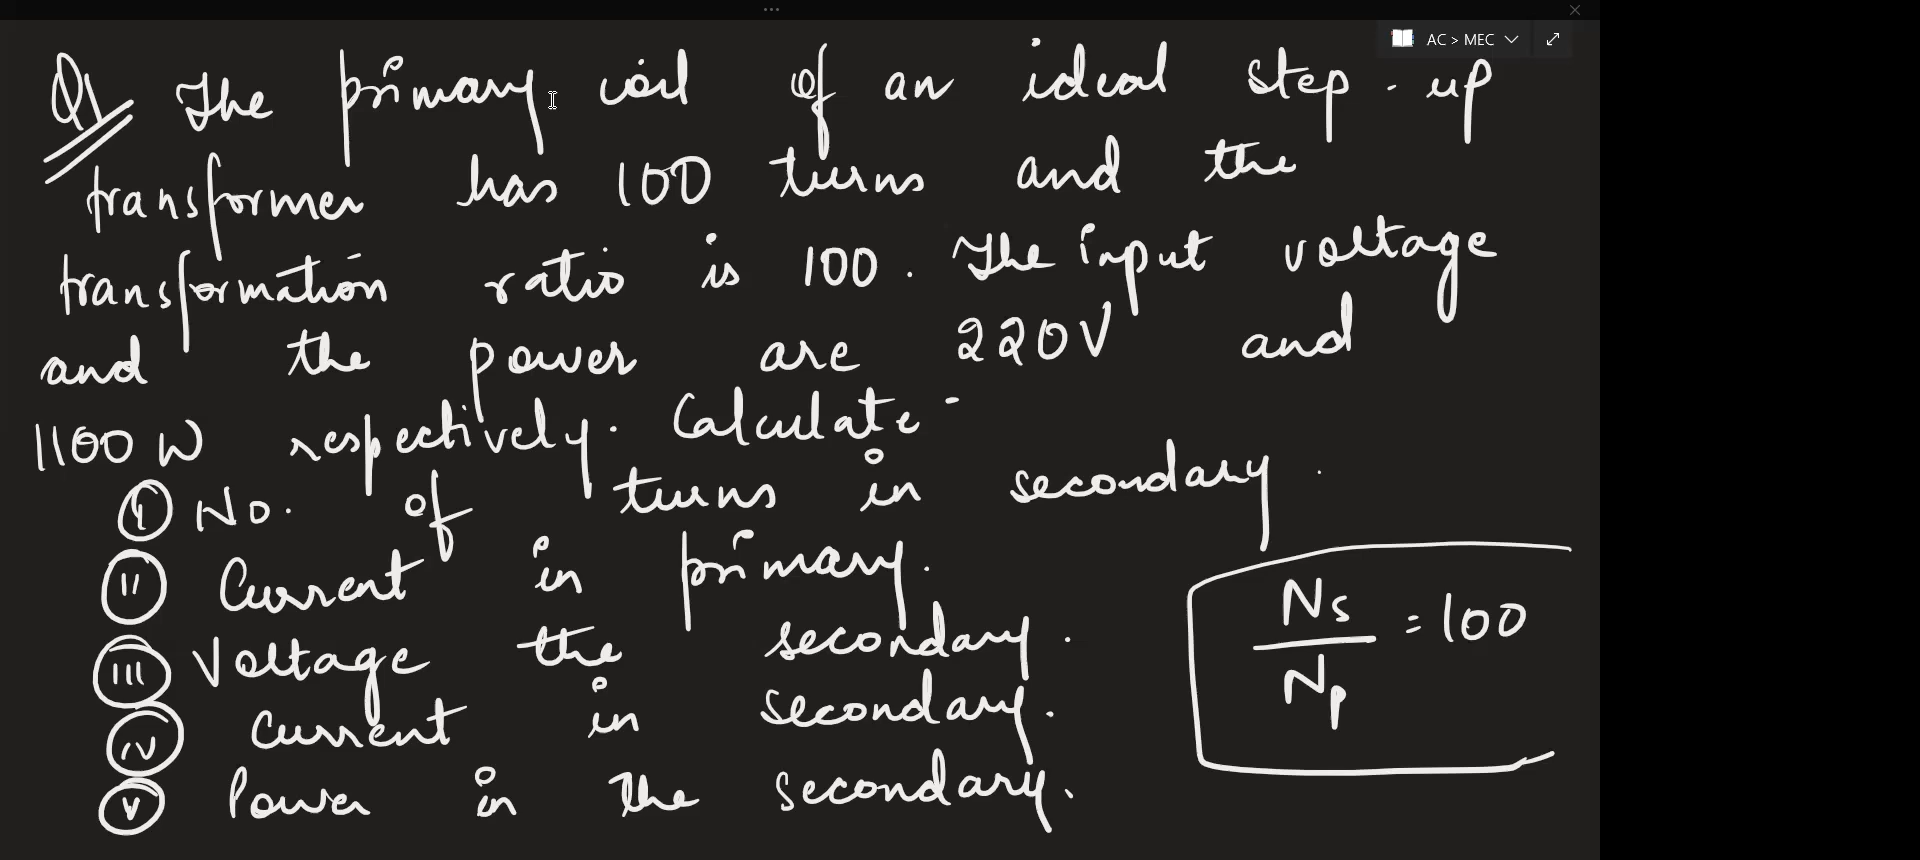 AC > MEC
Q1 The primary coil of an ideal step-up
transformer has 100 turns and the
transformation ratio is 100. The input voltage
and the power are 220V and
1100 W respectively. Calculate -
(I) No. of turns in secondary.
(II) Current in primary.
(III) Voltage the secondary.
(IV) Current in secondary.
(V) Power in the secondary.
Ns/Np = 100